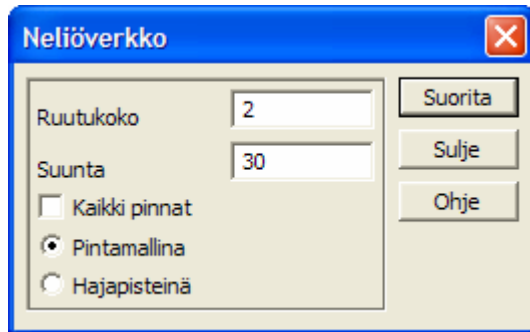 Neliöverkko
Ruutukoko 2
Suunta 30
Kaikki pinnat
Pintamallina
Hajapisteinä
Suorita
Sulje
Ohje